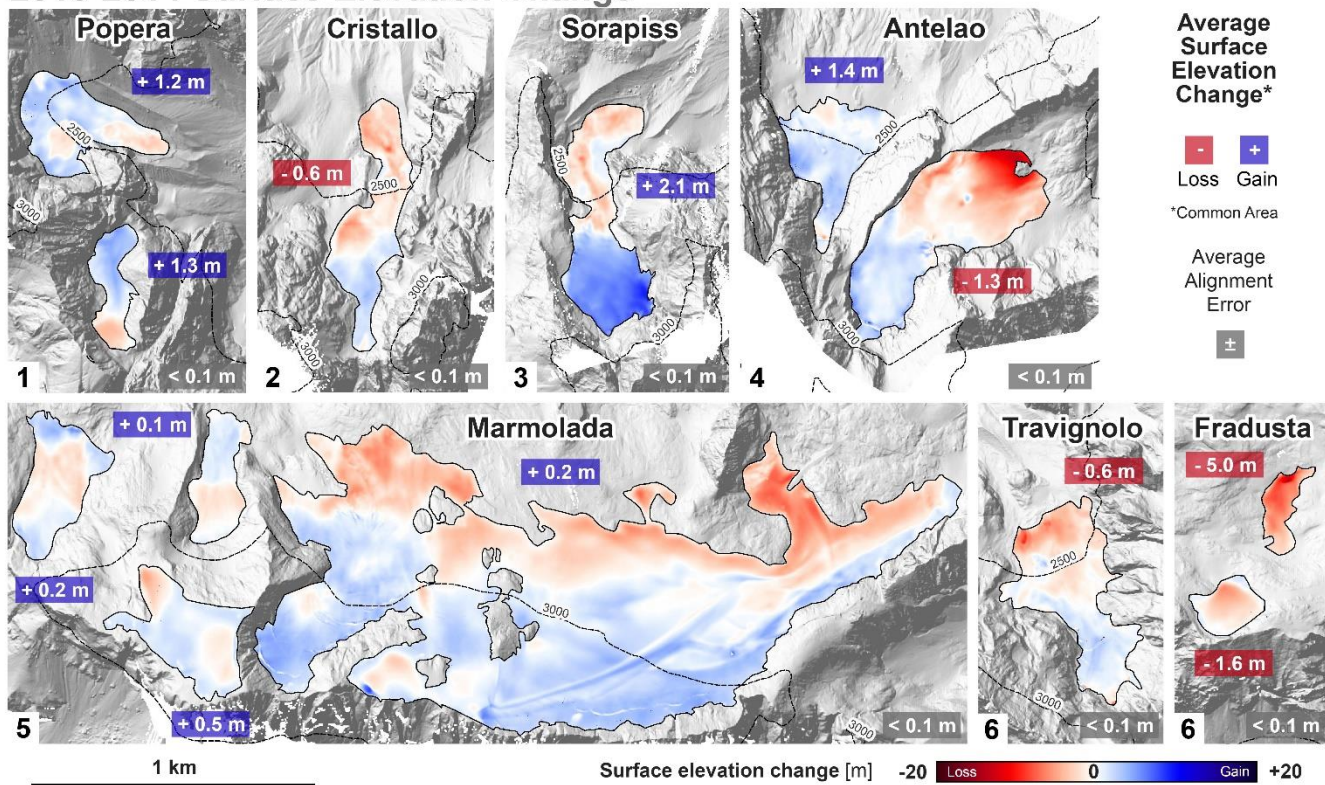 Popera
+ 1.2 m
2500
3000
+ 1.3 m
1
< 0.1 m
Cristallo
- 0.6 m
2500
3000
3000
2
< 0.1 m
Sorapiss
2500
+ 2.1 m
3000
3
< 0.1 m
Antelao
+ 1.4 m
2500
- 1.3 m
3000
4
< 0.1 m
Average
Surface
Elevation
Change*
- +
Loss Gain
*Common Area
Average
Alignment
Error
±
Marmolada
+ 0.1 m
+ 0.2 m
+ 0.2 m
3000
+ 0.5 m
3000
5
< 0.1 m
Travignolo
- 0.6 m
2500
3000
6
< 0.1 m
Fradusta
- 5.0 m
- 1.6 m
6
< 0.1 m
1 km
Surface elevation change [m] -20 Loss 0 Gain +20